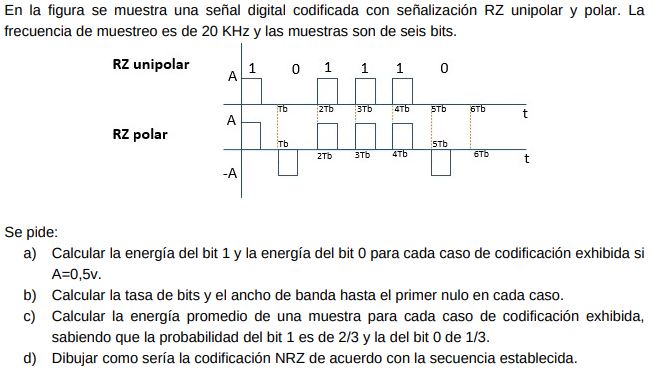 En la figura se muestra una señal digital codificada con señalización RZ unipolar y polar. La
frecuencia de muestreo es de 20 KHz y las muestras son de seis bits.
RZ unipolar
A 1 0 1 1 1 0
Tb 2Tb 3Tb 4Tb 5Tb 6Tb t
RZ polar
A
Tb 5Tb
2Tb 3Tb 4Tb 6Tb t
-A
Se pide:
a) Calcular la energía del bit 1 y la energía del bit 0 para cada caso de codificación exhibida si
A=0,5v.
b) Calcular la tasa de bits y el ancho de banda hasta el primer nulo en cada caso.
c) Calcular la energía promedio de una muestra para cada caso de codificación exhibida,
sabiendo que la probabilidad del bit 1 es de 2/3 y la del bit 0 de 1/3.
d) Dibujar como sería la codificación NRZ de acuerdo con la secuencia establecida.